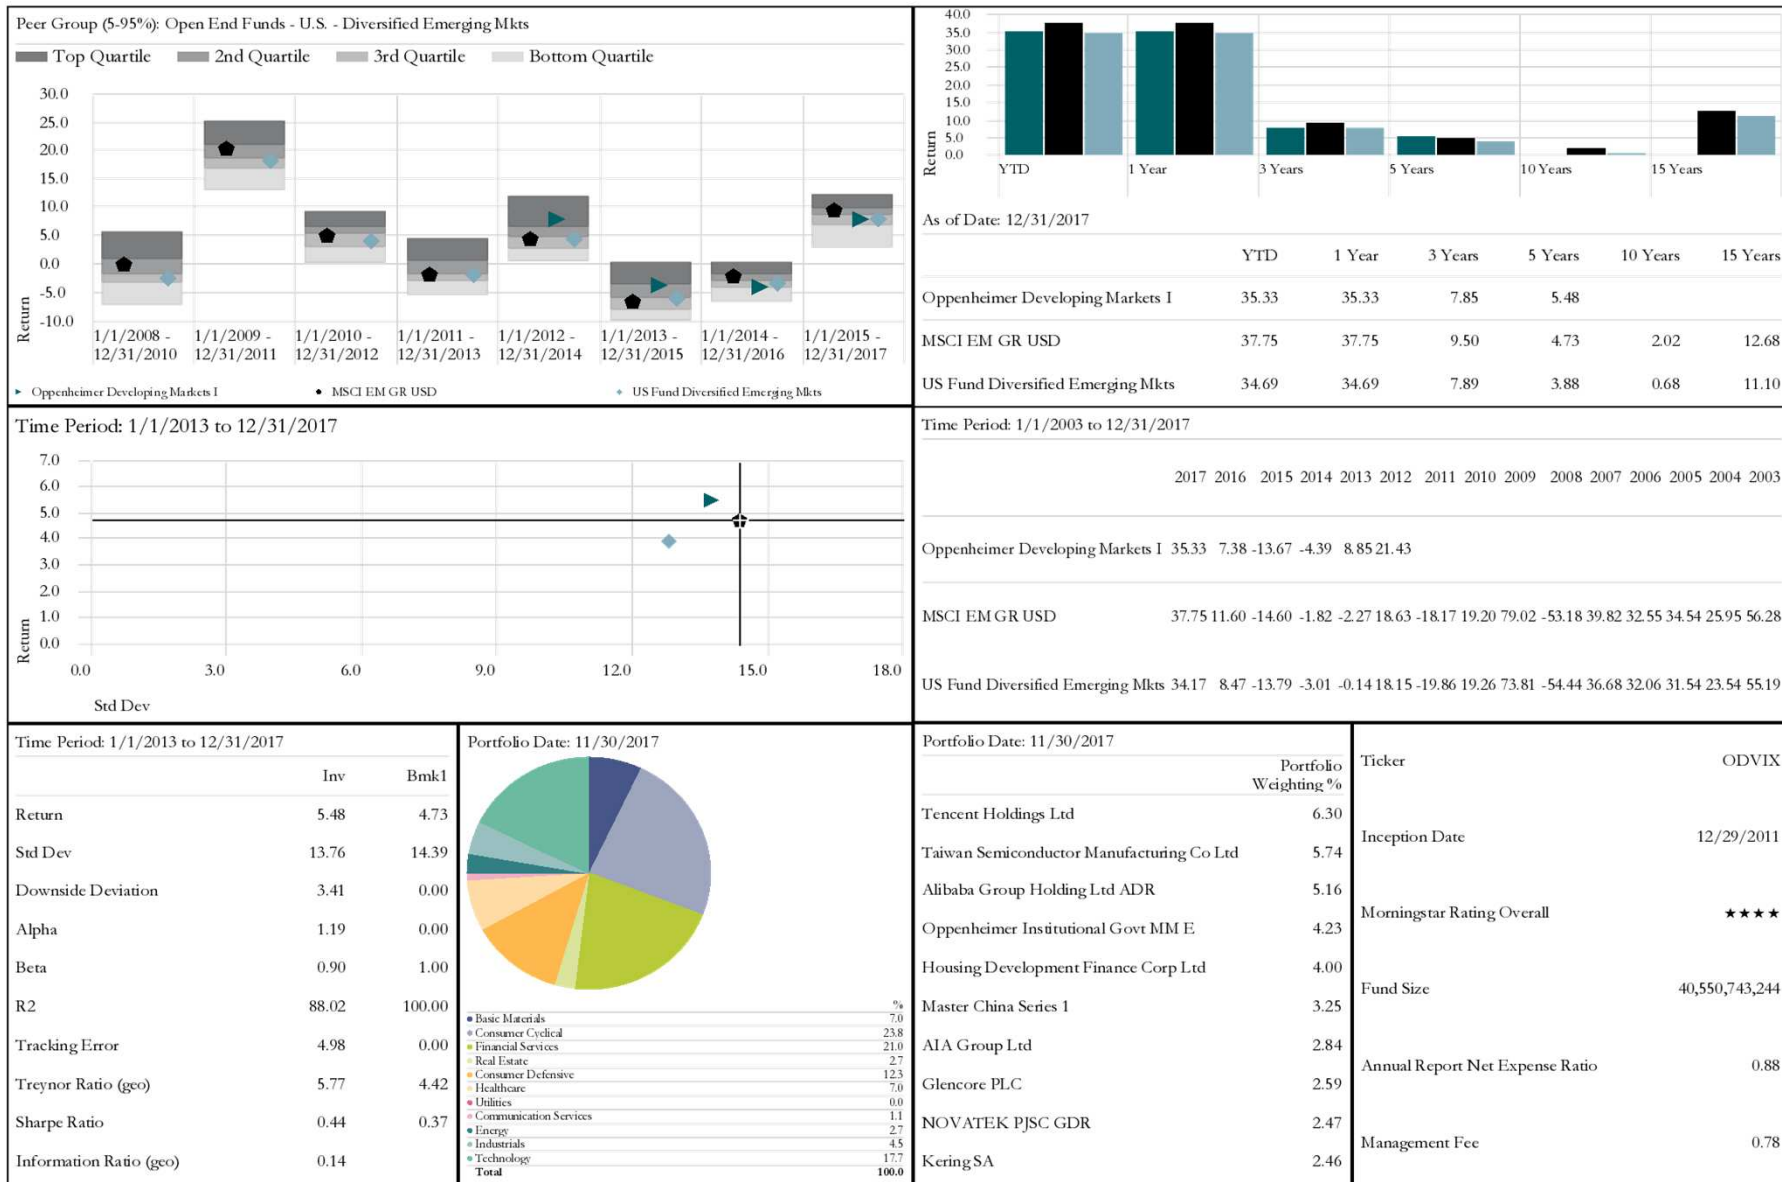 Peer Group (5-95%): Open End Funds - U.S. - Diversified Emerging Mkts
Top Quartile 2nd Quartile 3rd Quartile Bottom Quartile
30.0
25.0
20.0
15.0
10.0
5.0
0.0
-5.0
-10.0
Return
1/1/2008 - 1/1/2009 - 1/1/2010 - 1/1/2011 - 1/1/2012 - 1/1/2013 - 1/1/2014 - 1/1/2015 -
12/31/2010 12/31/2011 12/31/2012 12/31/2013 12/31/2014 12/31/2015 12/31/2016 12/31/2017
Oppenheimer Developing Markets I MSCI EM GR USD US Fund Diversified Emerging Mkts
40.0
35.0
30.0
25.0
20.0
15.0
10.0
5.0
0.0
Return
YTD 1 Year 3 Years 5 Years 10 Years 15 Years
As of Date: 12/31/2017
YTD 1 Year 3 Years 5 Years 10 Years 15 Years
Oppenheimer Developing Markets I 35.33 35.33 7.85 5.48
MSCI EM GR USD 37.75 37.75 9.50 4.73 2.02 12.68
US Fund Diversified Emerging Mkts 34.69 34.69 7.89 3.88 0.68 11.10
Time Period: 1/1/2013 to 12/31/2017
7.0
6.0
5.0
4.0
3.0
2.0
1.0
0.0
Return
0.0 3.0 6.0 9.0 12.0 15.0 18.0
Std Dev
Time Period: 1/1/2003 to 12/31/2017
2017 2016 2015 2014 2013 2012 2011 2010 2009 2008 2007 2006 2005 2004 2003
Oppenheimer Developing Markets I 35.33 7.38 -13.67 -4.39 8.85 21.43
MSCI EM GR USD 37.75 11.60 -14.60 -1.82 -2.27 18.63 -18.17 19.20 79.02 -53.18 39.82 32.55 34.54 25.95 56.28
US Fund Diversified Emerging Mkts 34.17 8.47 -13.79 -3.01 -0.14 18.15 -19.86 19.26 73.81 -54.44 36.68 32.06 31.54 23.54 55.19
Time Period: 1/1/2013 to 12/31/2017
Inv Bmk1
Return 5.48 4.73
Std Dev 13.76 14.39
Downside Deviation 3.41 0.00
Alpha 1.19 0.00
Beta 0.90 1.00
R2 88.02 100.00
Tracking Error 4.98 0.00
Treynor Ratio (geo) 5.77 4.42
Sharpe Ratio 0.44 0.37
Information Ratio (geo) 0.14
Portfolio Date: 11/30/2017
%
Basic Materials 7.0
Consumer Cyclical 23.8
Financial Services 21.0
Real Estate 2.7
Consumer Defensive 12.3
Healthcare 7.0
Utilities 0.0
Communication Services 1.1
Energy 2.7
Industrials 4.5
Technology 17.7
Total 100.0
Portfolio Date: 11/30/2017
Portfolio
Weighting %
Tencent Holdings Ltd 6.30
Taiwan Semiconductor Manufacturing Co Ltd 5.74
Alibaba Group Holding Ltd ADR 5.16
Oppenheimer Institutional Govt MM E 4.23
Housing Development Finance Corp Ltd 4.00
Master China Series 1 3.25
AIA Group Ltd 2.84
Glencore PLC 2.59
NOVATEK PJSC GDR 2.47
Kering SA 2.46
Ticker ODVIX
Inception Date 12/29/2011
Morningstar Rating Overall ★★★★
Fund Size 40,550,743,244
Annual Report Net Expense Ratio 0.88
Management Fee 0.78